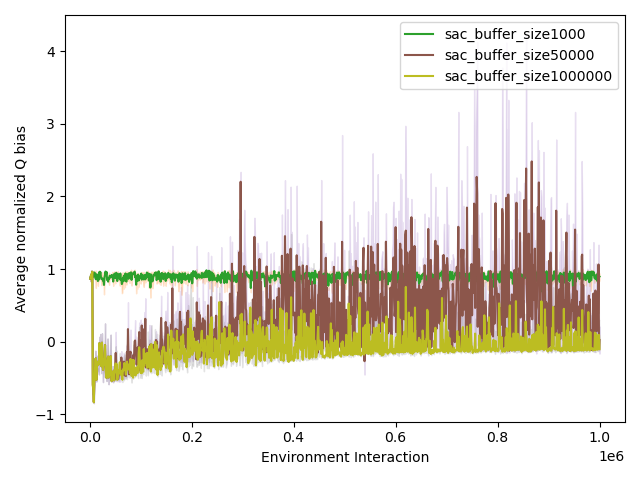 sac_buffer_size1000
sac_buffer_size50000
sac_buffer_size1000000
Average normalized Q bias
4
3
2
1
0
−1
0.0 0.2 0.4 0.6 0.8 1.0
1e6
Environment Interaction